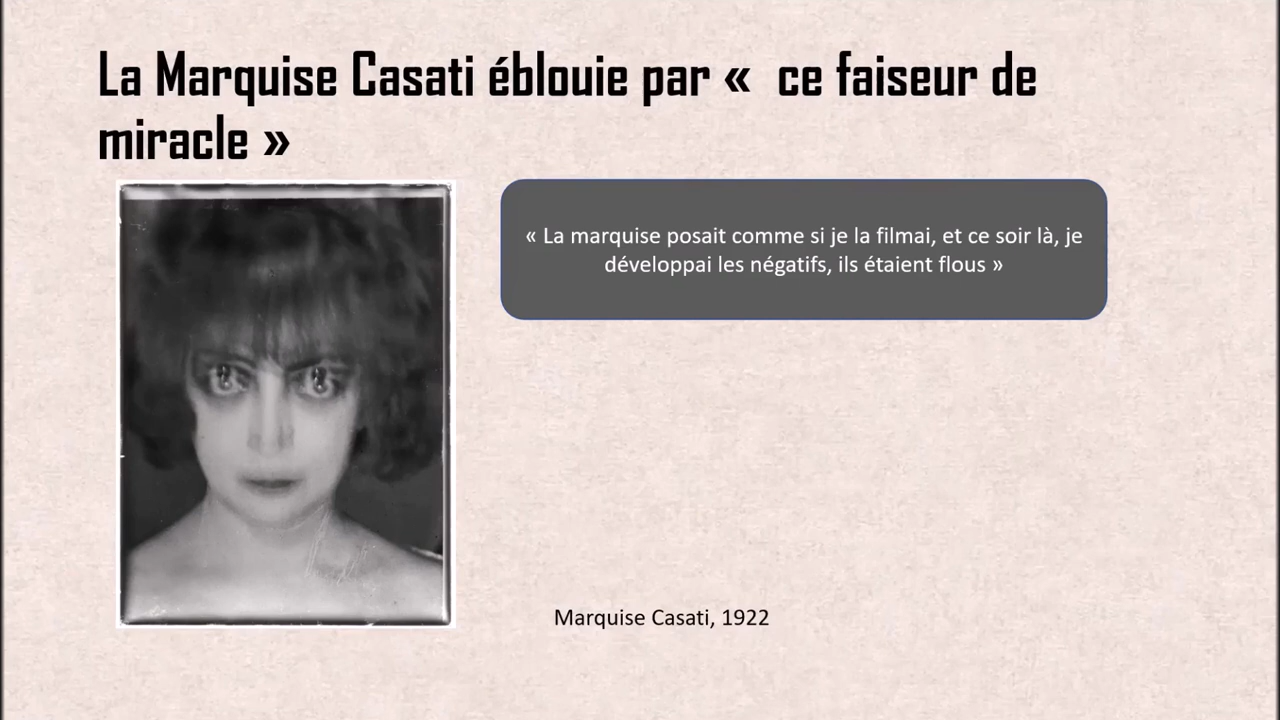 La Marquise Casati éblouie par «  ce faiseur de
miracle »
« La marquise posait comme si je la filmai, et ce soir là, je
développai les négatifs, ils étaient flous »
Marquise Casati, 1922